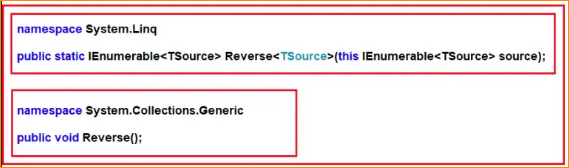 namespace System.Linq
public static IEnumerable<TSource> Reverse<TSource>(this IEnumerable<TSource> source);
namespace System.Collections.Generic
public void Reverse();